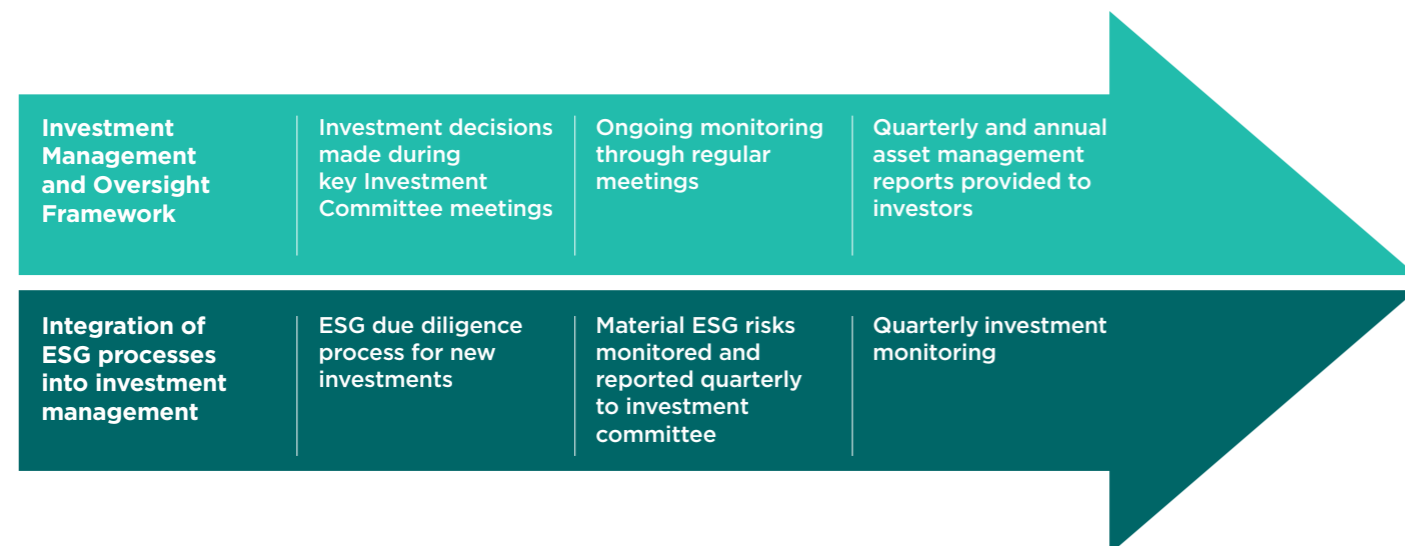 Investment
Management
and Oversight
Framework
Investment decisions
made during
key Investment
Committee meetings
Ongoing monitoring
through regular
meetings
Quarterly and annual
asset management
reports provided to
investors
Integration of
ESG processes
into investment
management
ESG due diligence
process for new
investments
Material ESG risks
monitored and
reported quarterly
to investment
committee
Quarterly investment
monitoring